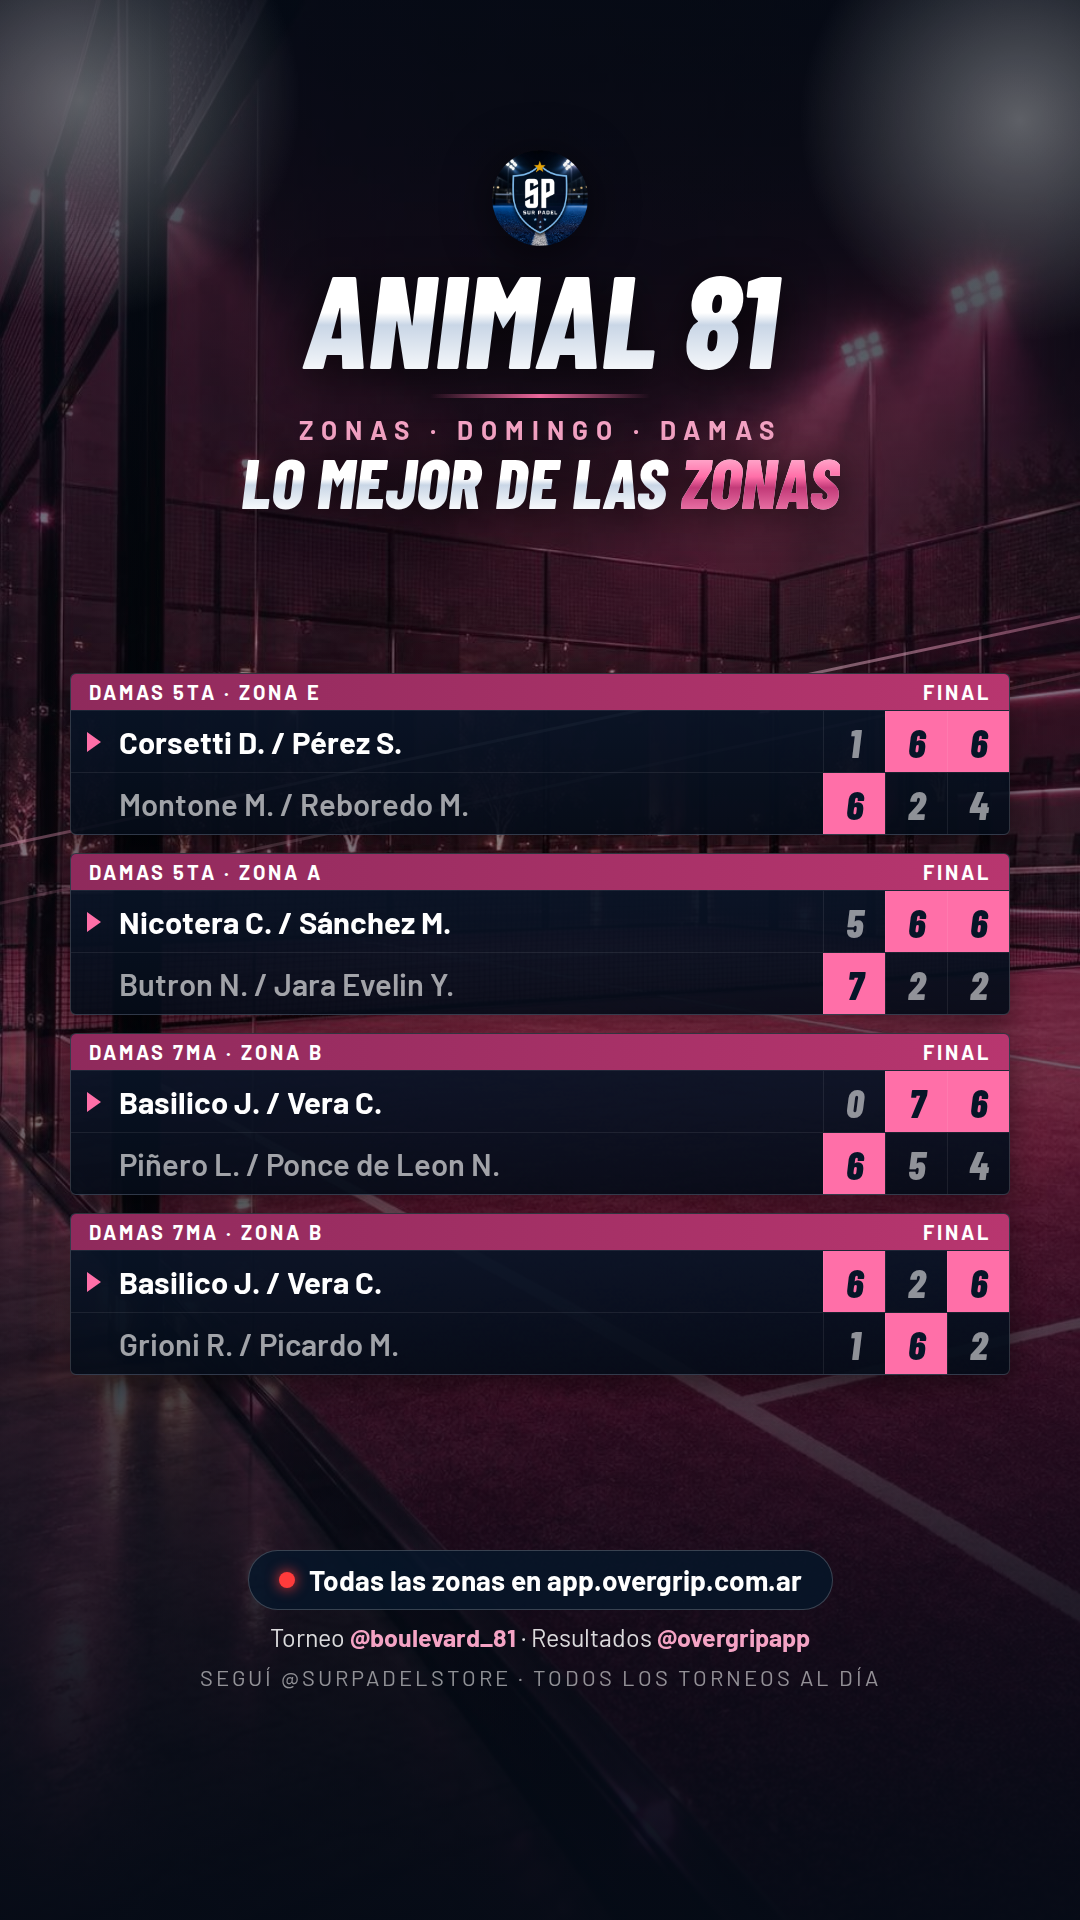 SP
SUR PADEL
ANIMAL 81
ZONAS · DOMINGO · DAMAS
LO MEJOR DE LAS ZONAS
DAMAS 5TA · ZONA E FINAL
Corsetti D. / Pérez S. 1 6 6
Montone M. / Reboredo M. 6 2 4
DAMAS 5TA · ZONA A FINAL
Nicotera C. / Sánchez M. 5 6 6
Butron N. / Jara Evelin Y. 7 2 2
DAMAS 7MA · ZONA B FINAL
Basilico J. / Vera C. 0 7 6
Piñero L. / Ponce de Leon N. 6 5 4
DAMAS 7MA · ZONA B FINAL
Basilico J. / Vera C. 6 2 6
Grioni R. / Picardo M. 1 6 2
Todas las zonas en app.overgrip.com.ar
Torneo @boulevard_81 · Resultados @overgripapp
SEGUÍ @SURPADELSTORE · TODOS LOS TORNEOS AL DÍA